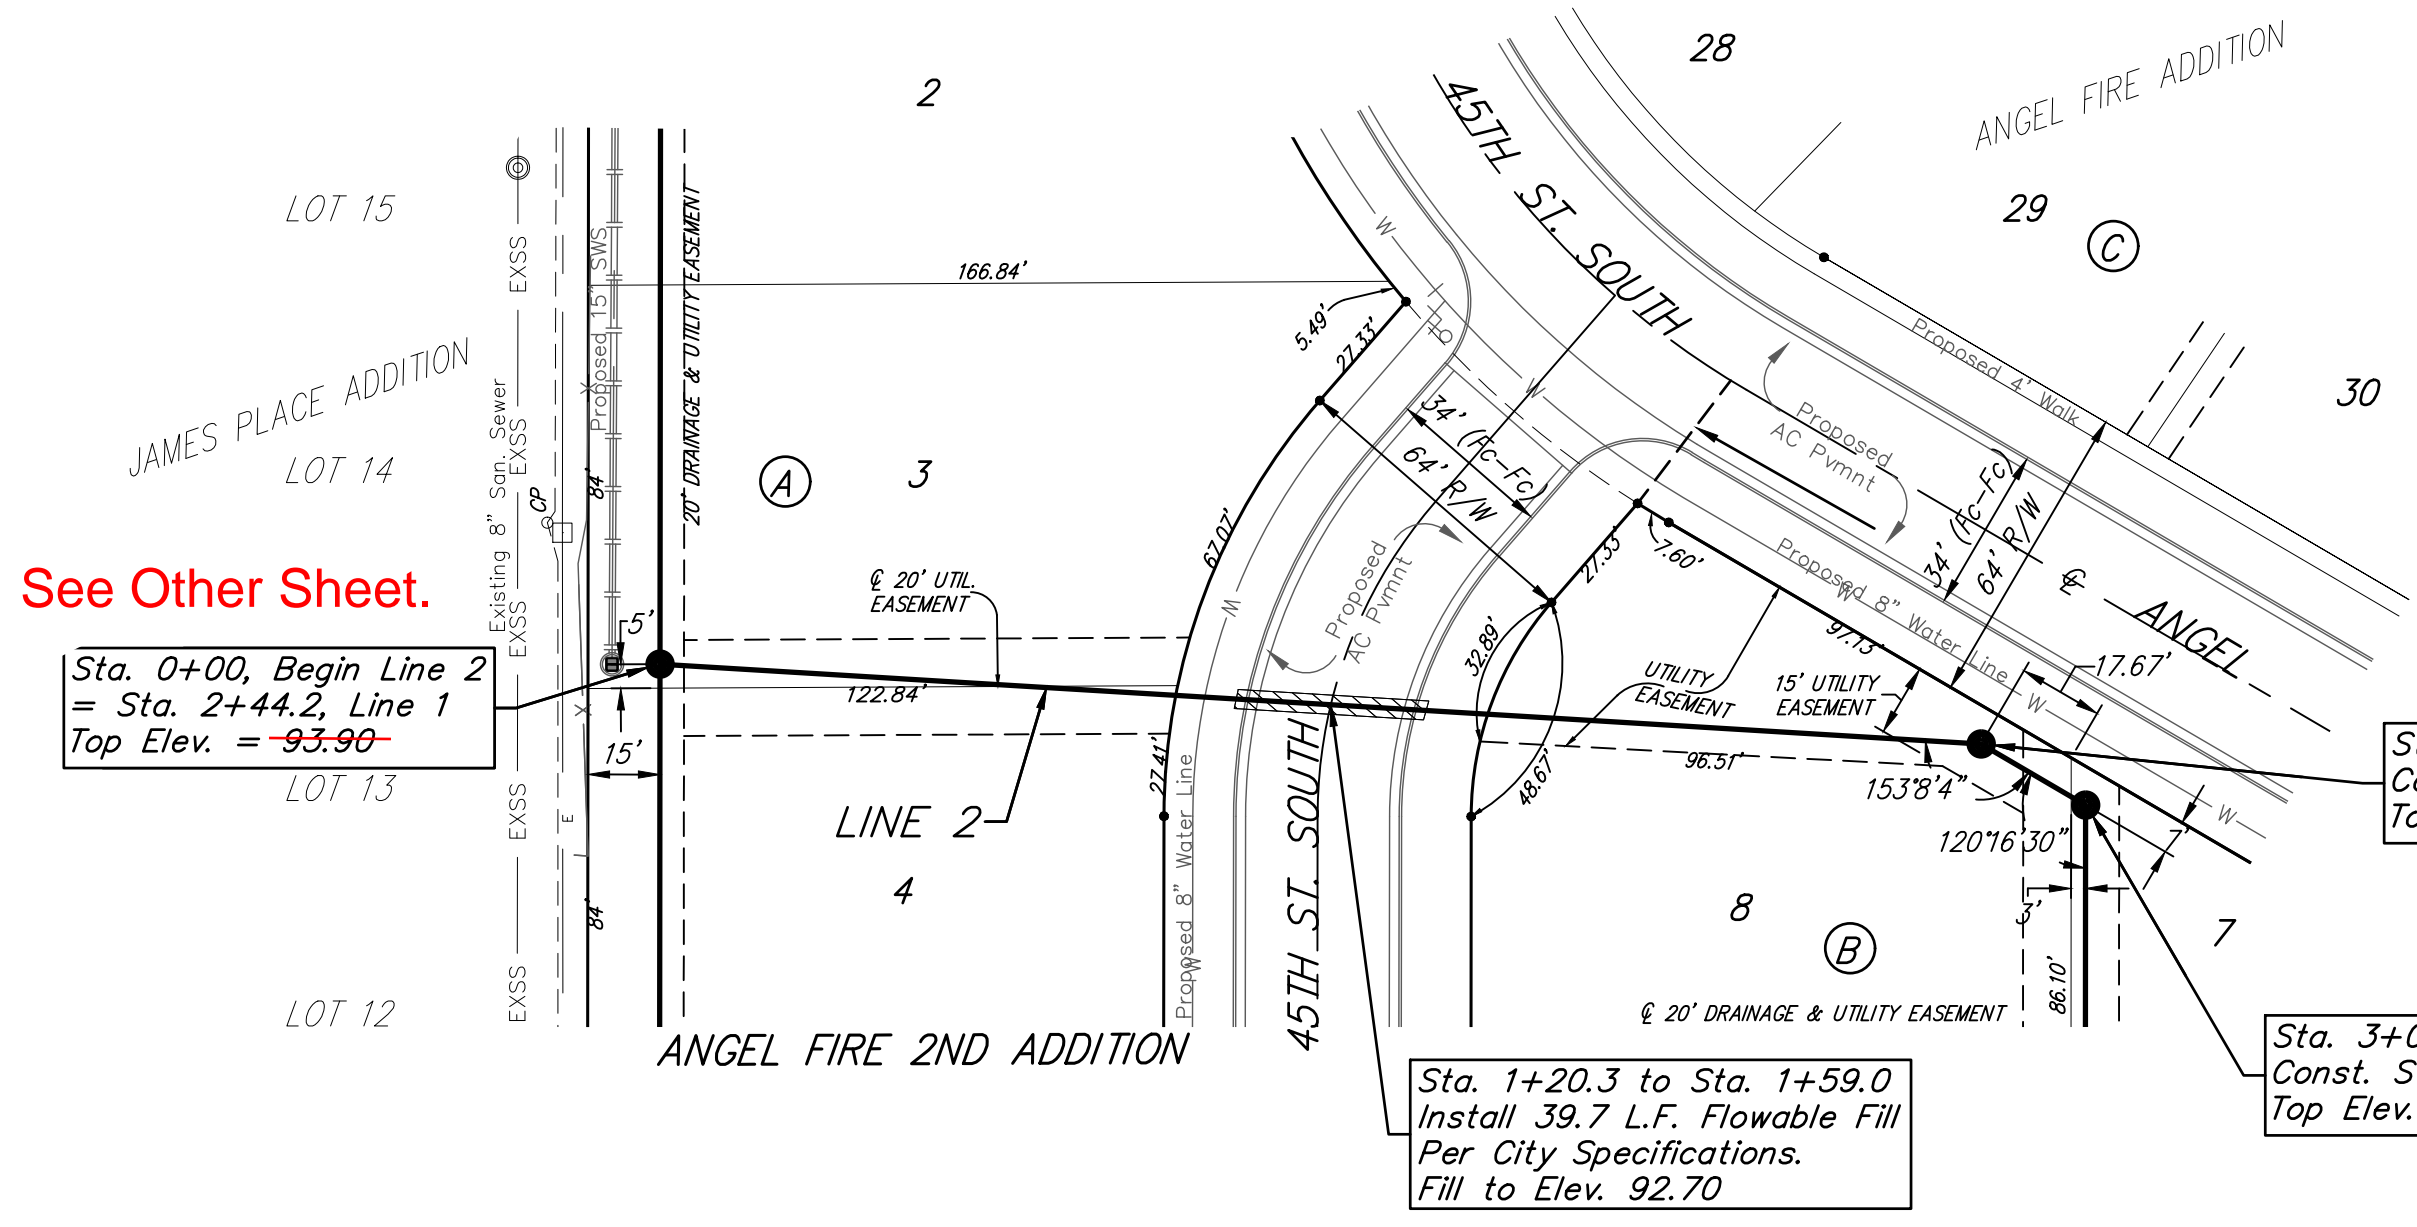 2
28
ANGEL FIRE ADDITION
29
C
30
LOT 15
EXSS
Proposed 15" SWS
20' DRAINAGE & UTILITY EASEMENT
166.84'
5.49'
27.33'
W
45TH ST. SOUTH
Proposed 4' Walk
Proposed
AC Pvmnt
34' (Fc-Fc)
64' R/W
JAMES PLACE ADDITION
LOT 14
Existing 8" San. Sewer
EXSS
CP
84'
A
3
67.07'
W
34' (Fc-Fc)
64' R/W
27.33'
7.60'
Proposed 8" Water Line
W
W
W
97.13'
℄
ANGEL
See Other Sheet.
EXSS
Sta. 0+00, Begin Line 2
= Sta. 2+44.2, Line 1
Top Elev. = 93.90
5'
15'
℄ 20' UTIL.
EASEMENT
122.84'
Proposed
AC Pvmnt
32.89'
48.67'
UTILITY
EASEMENT
15' UTILITY
EASEMENT
17.67'
96.51'
153°8'4"
120°16'30"
7'
3'
LOT 13
EXSS
E
X
X
LINE 2
27.41'
Proposed 8" Water Line
W
45TH ST. SOUTH
4
84'
8
B
7
86.10'
LOT 12
EXSS
℄ 20' DRAINAGE & UTILITY EASEMENT
ANGEL FIRE 2ND ADDITION
Sta. 1+20.3 to Sta. 1+59.0
Install 39.7 L.F. Flowable Fill
Per City Specifications.
Fill to Elev. 92.70
Sta. 3+
Const. S
Top Elev.